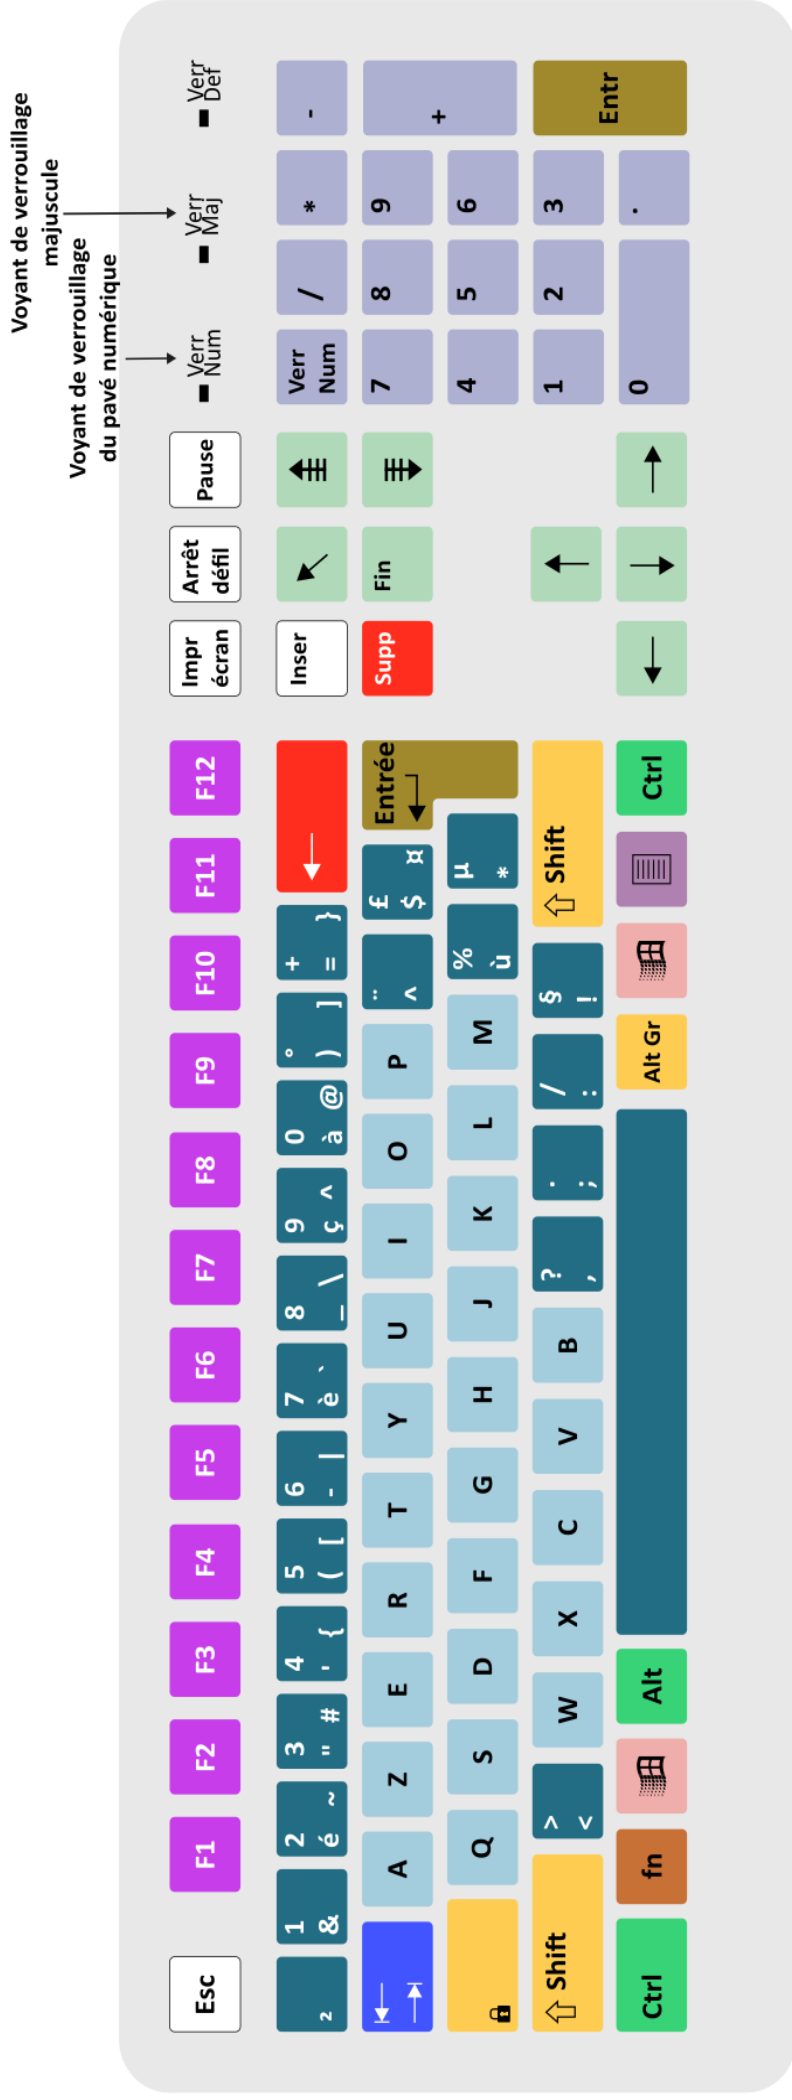 Voyant de verrouillage
majuscule
Voyant de verrouillage
du pavé numérique
Esc
F1
F2
F3
F4
F5
F6
F7
F8
F9
F10
F11
F12
Impr
écran
Arrêt
défil
Pause
Verr
Num
Verr
Maj
Verr
Def
²
1
&
2
é ~
3
" #
4
' {
5
( [
6
- |
7
è `
8
_ \
9
ç ^
0
à @
°
) ]
+
= }
←
Inser
↖
Verr
Num
/
*
-
A
Z
E
R
T
Y
U
I
O
P
¨
^
£
$ ¤
Entrée
Supp
Fin
7
8
9
+
Q
S
D
F
G
H
J
K
L
M
%
ù
µ
*
4
5
6
⇧ Shift
>
<
W
X
C
V
B
?
,
.
;
/
:
§
!
⇧ Shift
↑
1
2
3
Entr
Ctrl
fn
Alt
Alt Gr
Ctrl
←
↓
→
0
.